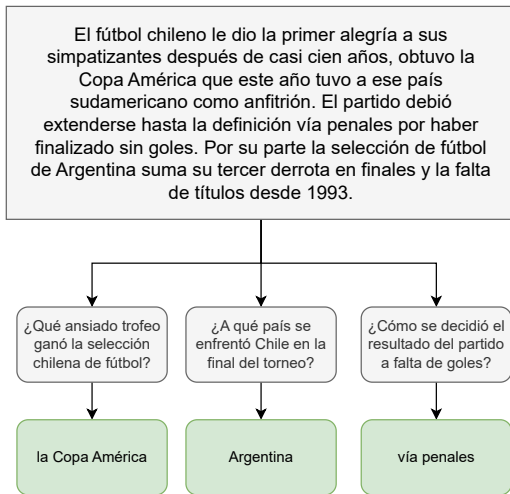 El fútbol chileno le dio la primer alegría a sus
simpatizantes después de casi cien años, obtuvo la
Copa América que este año tuvo a ese país
sudamericano como anfitrión. El partido debió
extenderse hasta la definición vía penales por haber
finalizado sin goles. Por su parte la selección de fútbol
de Argentina suma su tercer derrota en finales y la falta
de títulos desde 1993.
¿Qué ansiado trofeo
ganó la selección
chilena de fútbol?
¿A qué país se
enfrentó Chile en la
final del torneo?
¿Cómo se decidió el
resultado del partido
a falta de goles?
la Copa América
Argentina
vía penales